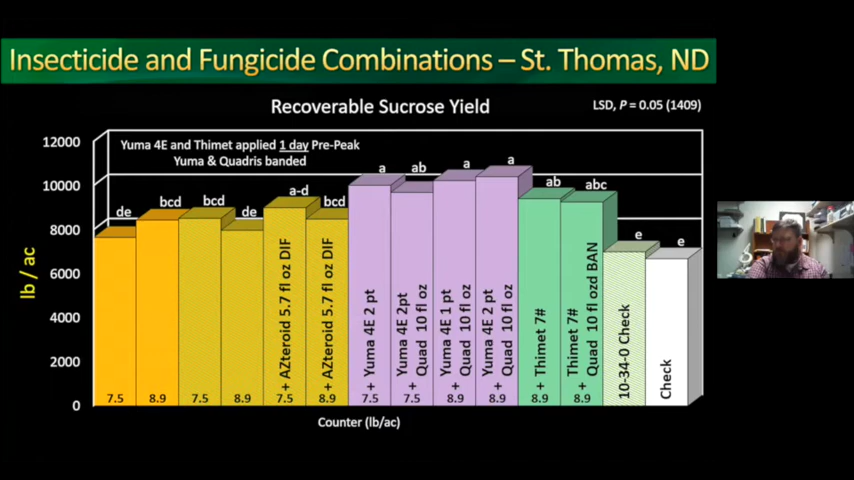 Insecticide and Fungicide Combinations – St. Thomas, ND
Recoverable Sucrose Yield
LSD, P = 0.05 (1409)
Yuma 4E and Thimet applied 1 day Pre-Peak
Yuma & Quadris banded
12000
10000
8000
6000
4000
2000
0
lb / ac
de
bcd
bcd
de
a-d
bcd
a
ab
a
a
ab
abc
e
e
+ AZteroid 5.7 fl oz DIF
+ AZteroid 5.7 fl oz DIF
+ Yuma 4E 2 pt
+ Yuma 4E 2pt
+ Quad 10 fl oz
+ Yuma 4E 1 pt
+ Quad 10 fl oz
+ Yuma 4E 2 pt
+ Quad 10 fl oz
+ Thimet 7#
+ Thimet 7#
+ Quad 10 fl ozd BAN
10-34-0 Check
Check
7.5
8.9
7.5
8.9
7.5
8.9
7.5
7.5
8.9
8.9
8.9
8.9
Counter (lb/ac)